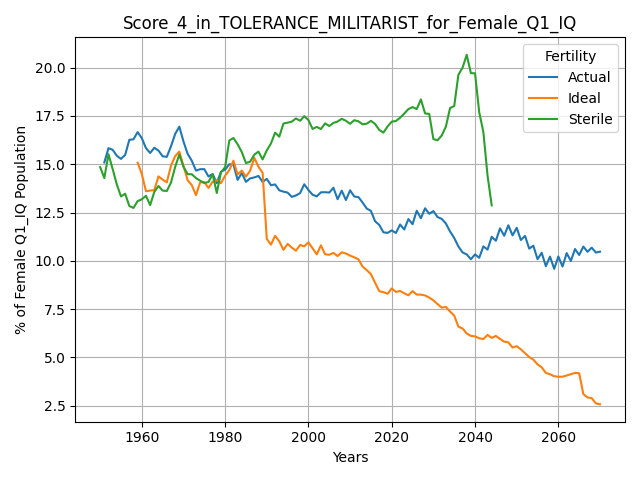 Score_4_in_TOLERANCE_MILITARIST_for_Female_Q1_IQ
Fertility
Actual
Ideal
Sterile
% of Female Q1_IQ Population
20.0
17.5
15.0
12.5
10.0
7.5
5.0
2.5
1960 1980 2000 2020 2040 2060
Years